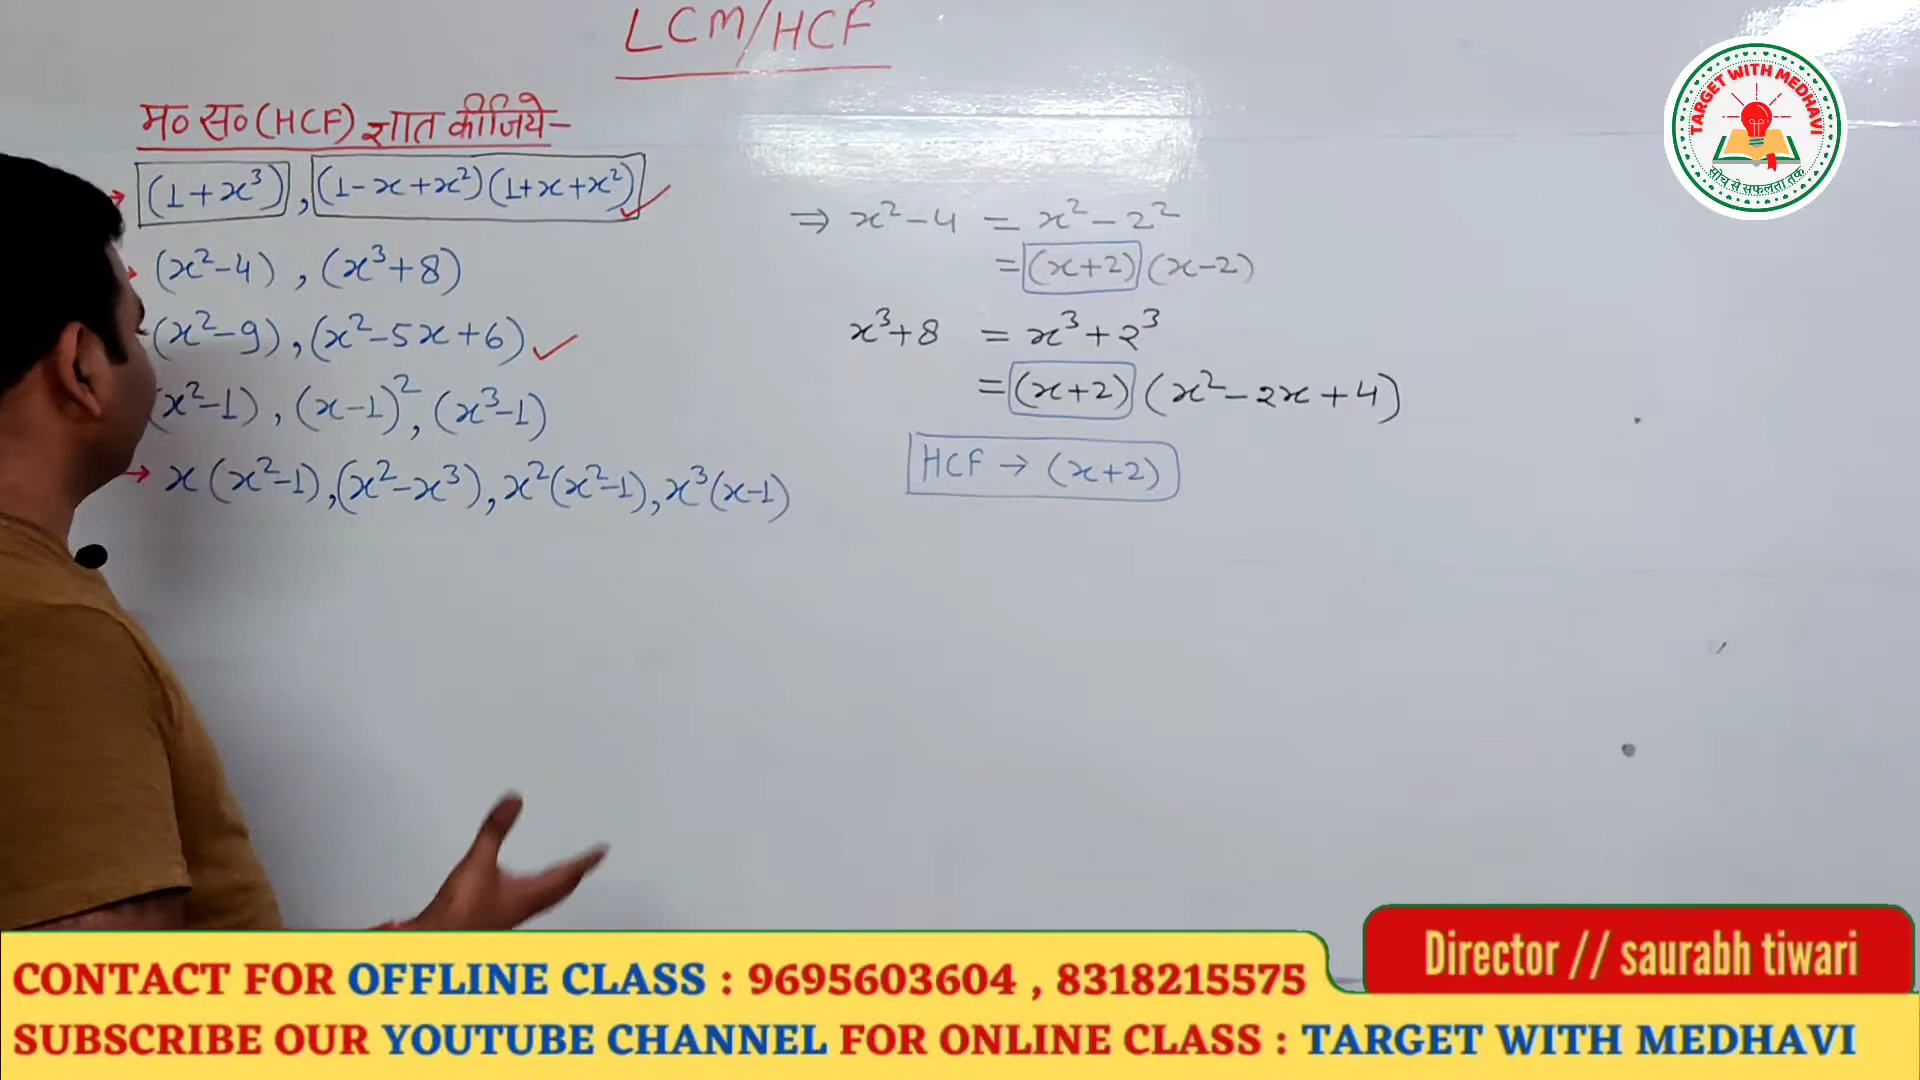 LCM/HCF
म० स० (HCF) ज्ञात कीजिये-
→ (1+x³), (1-x+x²)(1+x+x²) ✓
→ (x²-4), (x³+8)
(x²-9), (x²-5x+6) ✓
(x²-1), (x-1)², (x³-1)
→ x(x²-1), (x²-x³), x²(x²-1), x³(x-1)
⇒ x²-4 = x²-2²
= (x+2)(x-2)
x³+8 = x³+2³
= (x+2)(x²-2x+4)
HCF → (x+2)
TARGET WITH MEDHAVI
सोच से सफलता तक
Director // saurabh tiwari
CONTACT FOR OFFLINE CLASS : 9695603604 , 8318215575
SUBSCRIBE OUR YOUTUBE CHANNEL FOR ONLINE CLASS : TARGET WITH MEDHAVI